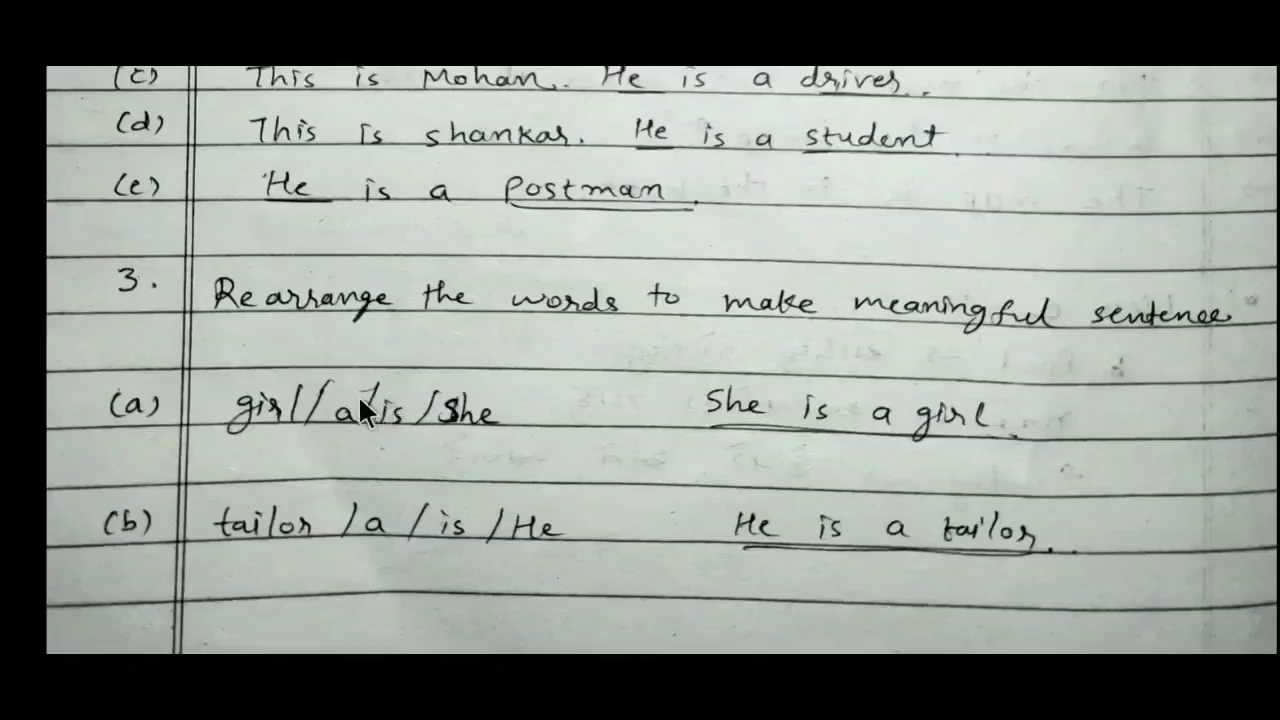 (c) This is Mohan. He is a driver.
(d) This is shankar. He is a student.
(e) He is a Postman.
3. Rearrange the words to make meaningful sentence
(a) girl/a/is/She She is a girl.
(b) tailor/a/is/He He is a tailor.